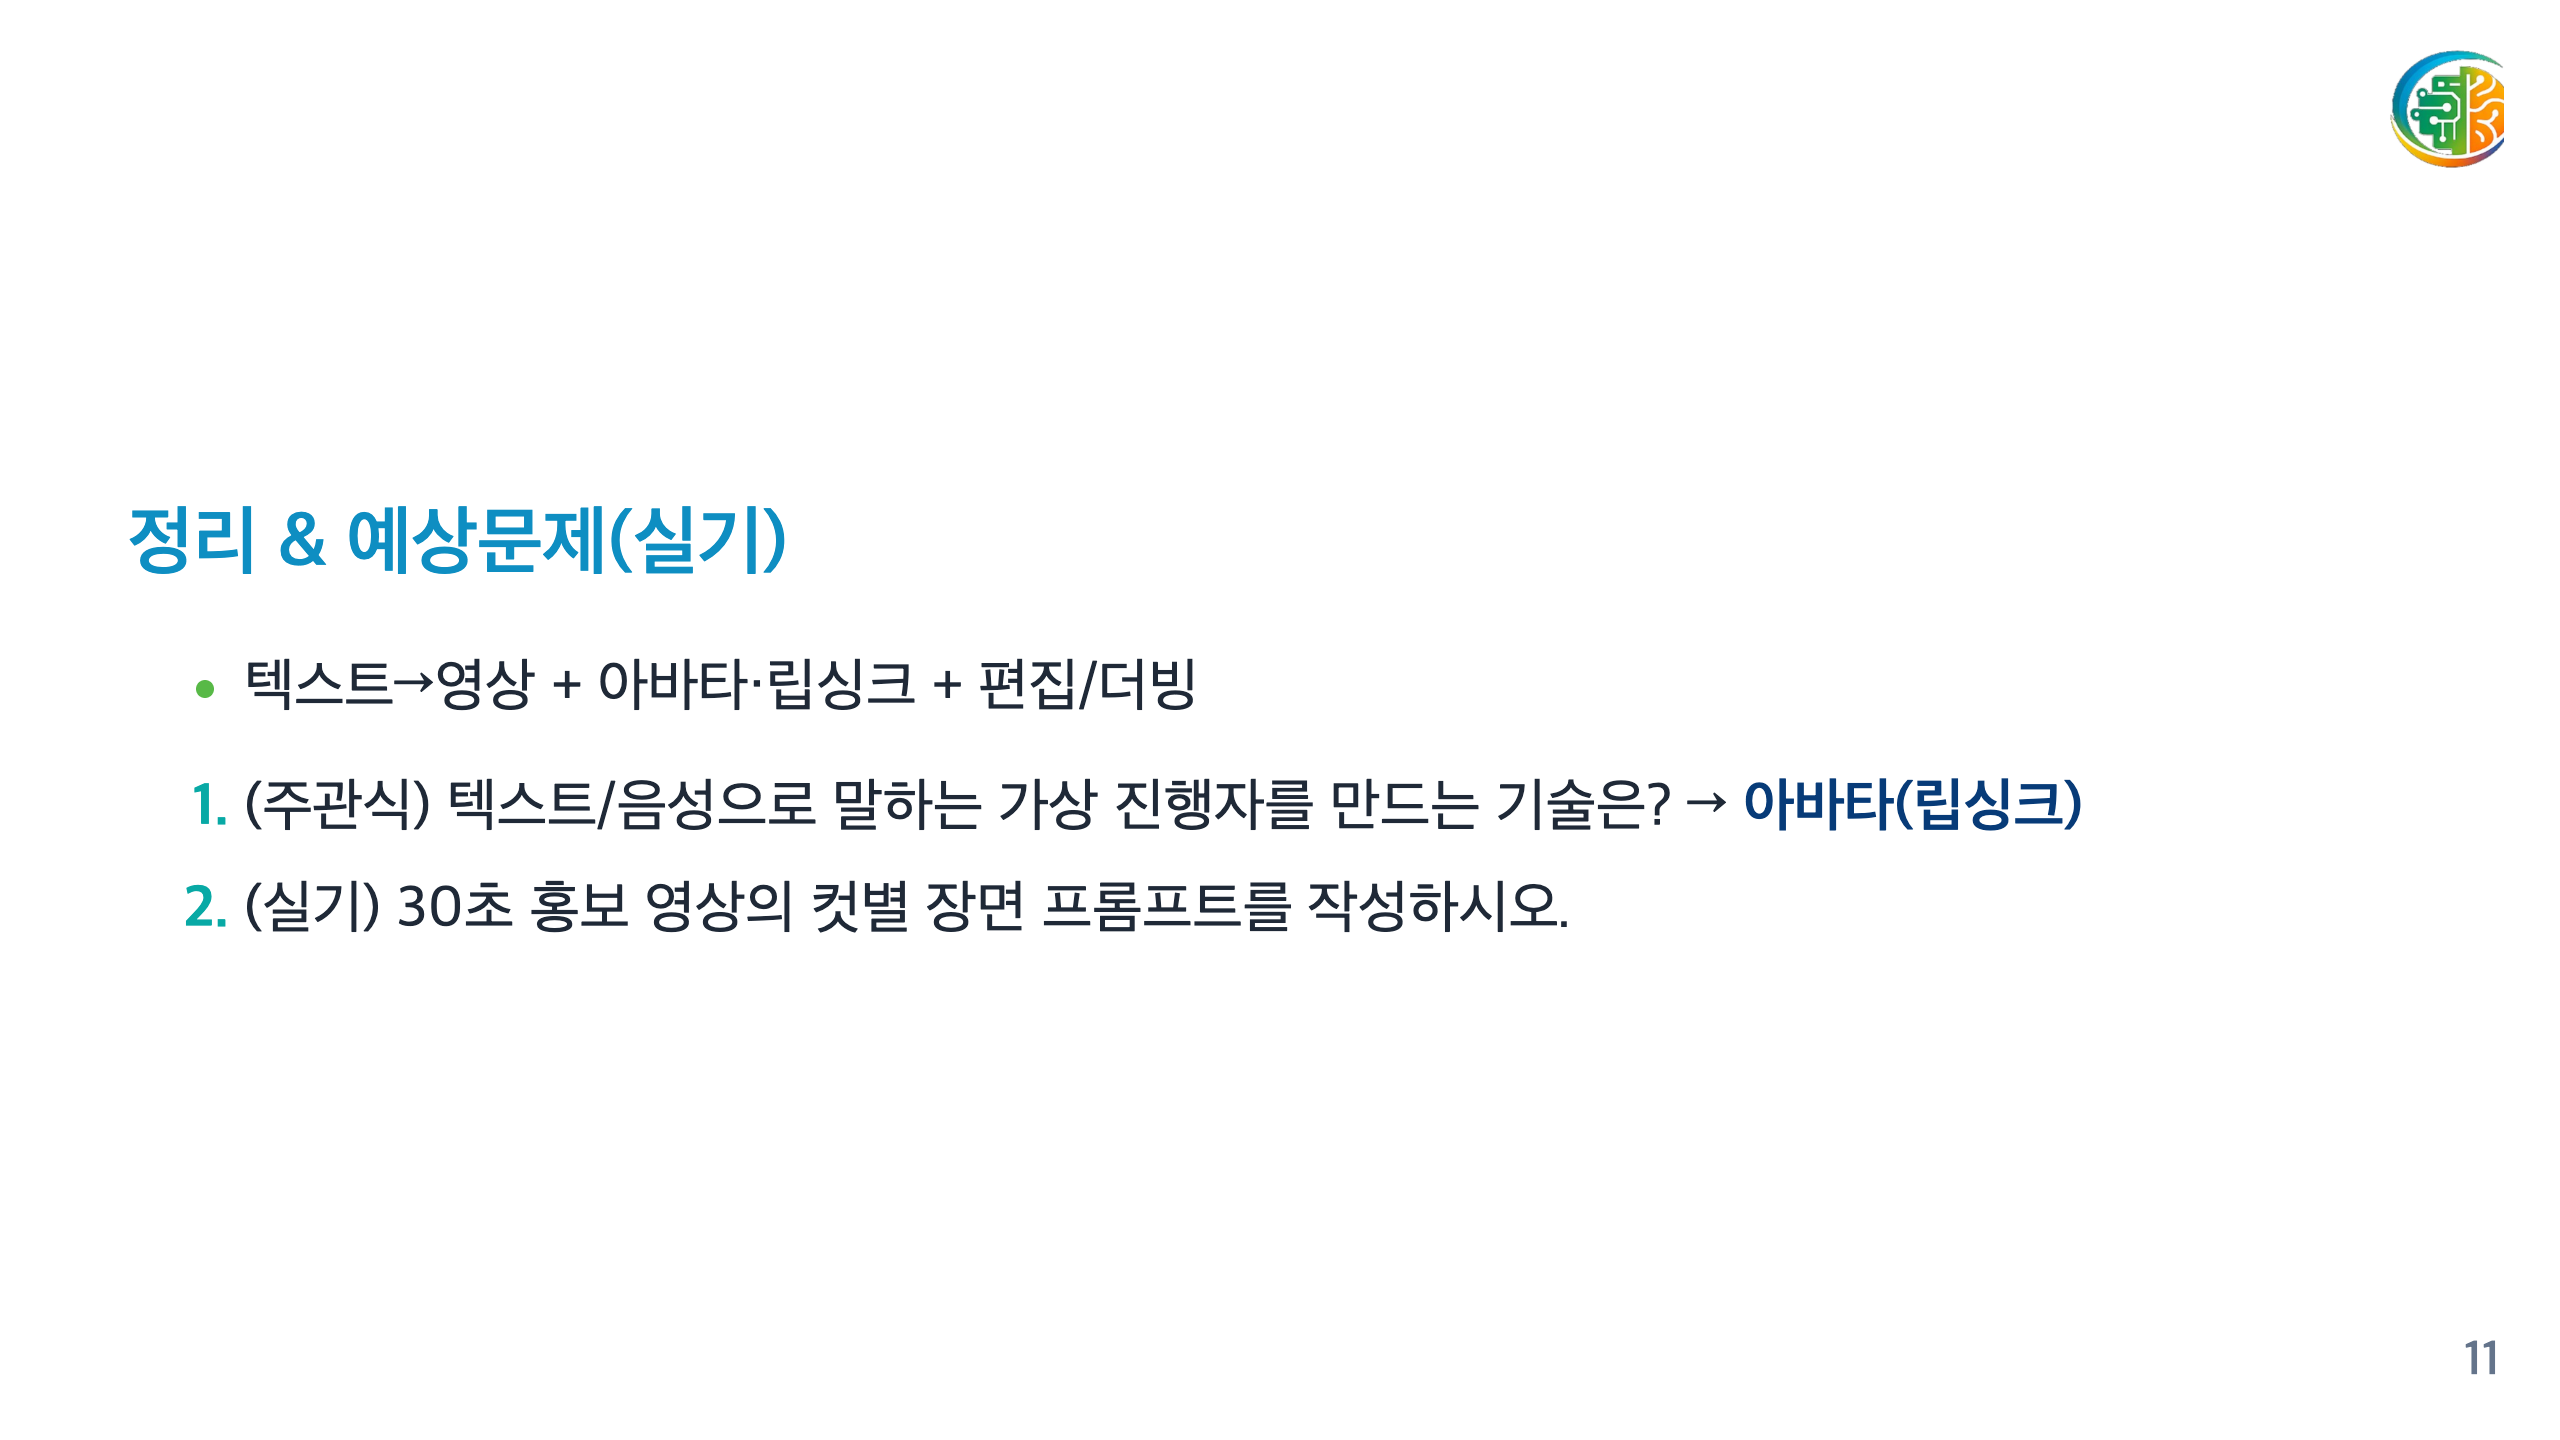 정리 & 예상문제(실기)
• 텍스트→영상 + 아바타·립싱크 + 편집/더빙
1. (주관식) 텍스트/음성으로 말하는 가상 진행자를 만드는 기술은? → 아바타(립싱크)
2. (실기) 30초 홍보 영상의 컷별 장면 프롬프트를 작성하시오.
11